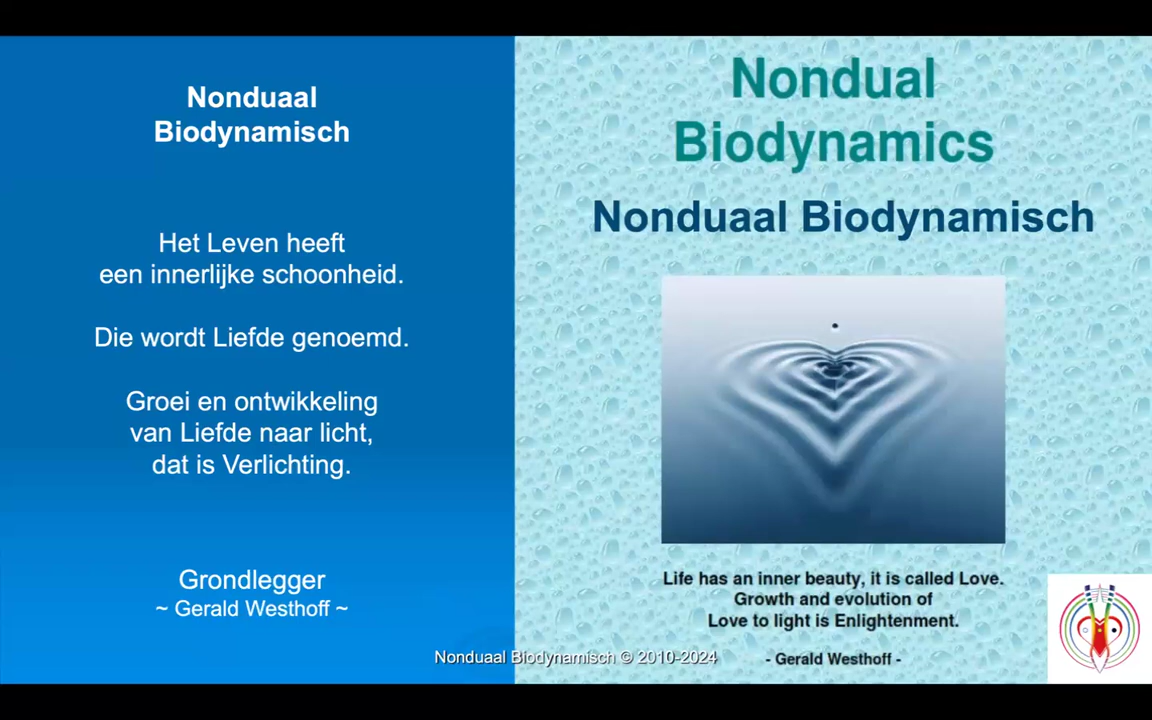 Nonduaal
Biodynamisch
Het Leven heeft
een innerlijke schoonheid.
Die wordt Liefde genoemd.
Groei en ontwikkeling
van Liefde naar licht,
dat is Verlichting.
Grondlegger
~ Gerald Westhoff ~
Nondual
Biodynamics
Nonduaal Biodynamisch
Life has an inner beauty, it is called Love.
Growth and evolution of
Love to light is Enlightenment.
- Gerald Westhoff -
Nonduaal Biodynamisch © 2010-2024